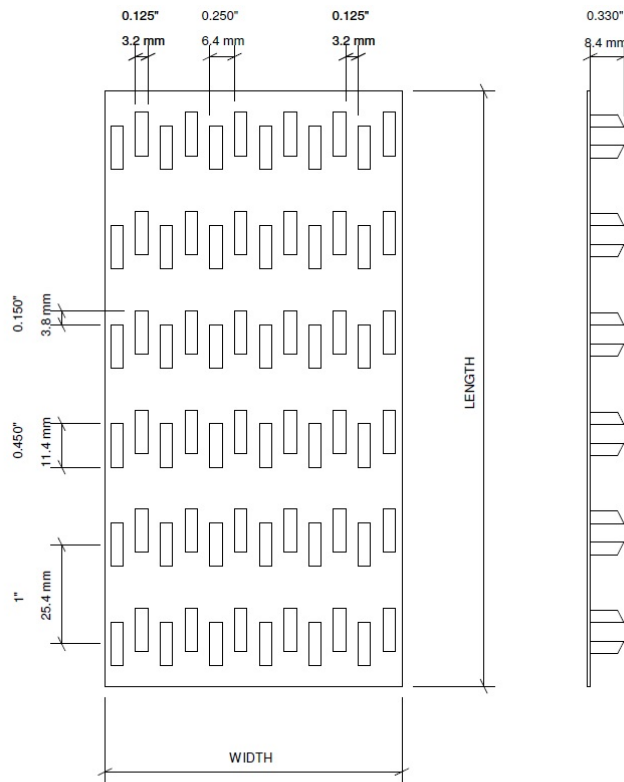 0.125"
3.2 mm
0.250"
6.4 mm
0.125"
3.2 mm
0.330"
8.4 mm
0.150"
3.8 mm
0.450"
11.4 mm
1"
25.4 mm
LENGTH
WIDTH